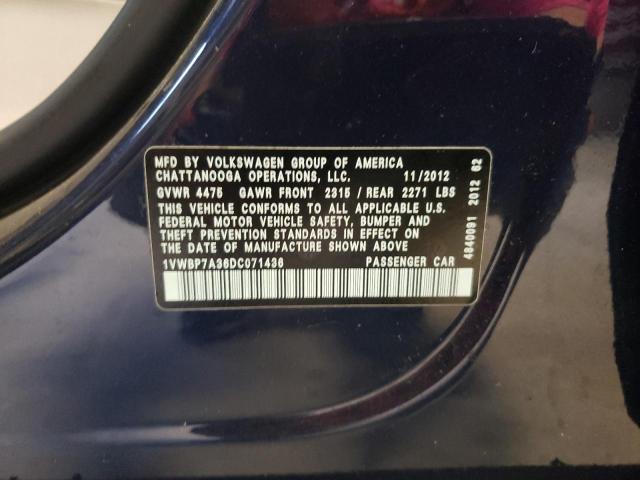 MFD BY VOLKSWAGEN GROUP OF AMERICA
CHATTANOOGA OPERATIONS, LLC. 11/2012
GVWR 4475 GAWR FRONT 2315 / REAR 2271 LBS
THIS VEHICLE CONFORMS TO ALL APPLICABLE U.S.
FEDERAL MOTOR VEHICLE SAFETY, BUMPER AND
THEFT PREVENTION STANDARDS IN EFFECT ON
THE DATE OF MANUFACTURE SHOWN ABOVE
1VWBP7A36DC071436 PASSENGER CAR
4840091 2012 62